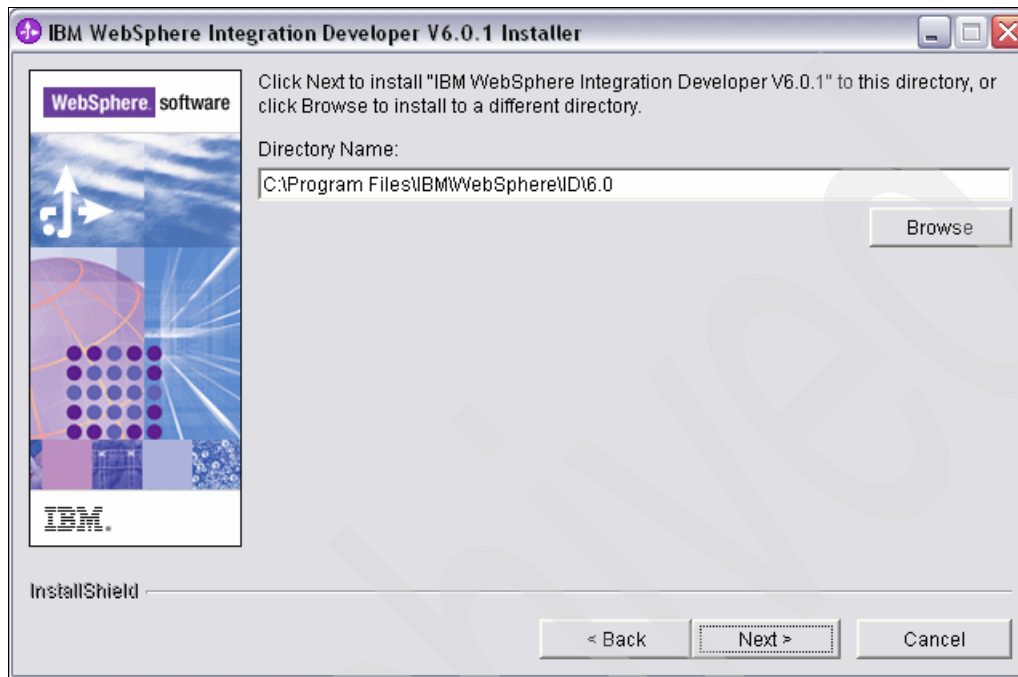 IBM WebSphere Integration Developer V6.0.1 Installer
WebSphere. software
Click Next to install "IBM WebSphere Integration Developer V6.0.1" to this directory, or
click Browse to install to a different directory.
Directory Name:
C:\Program Files\IBM\WebSphere\ID\6.0
Browse
IBM.
InstallShield
< Back
Next >
Cancel